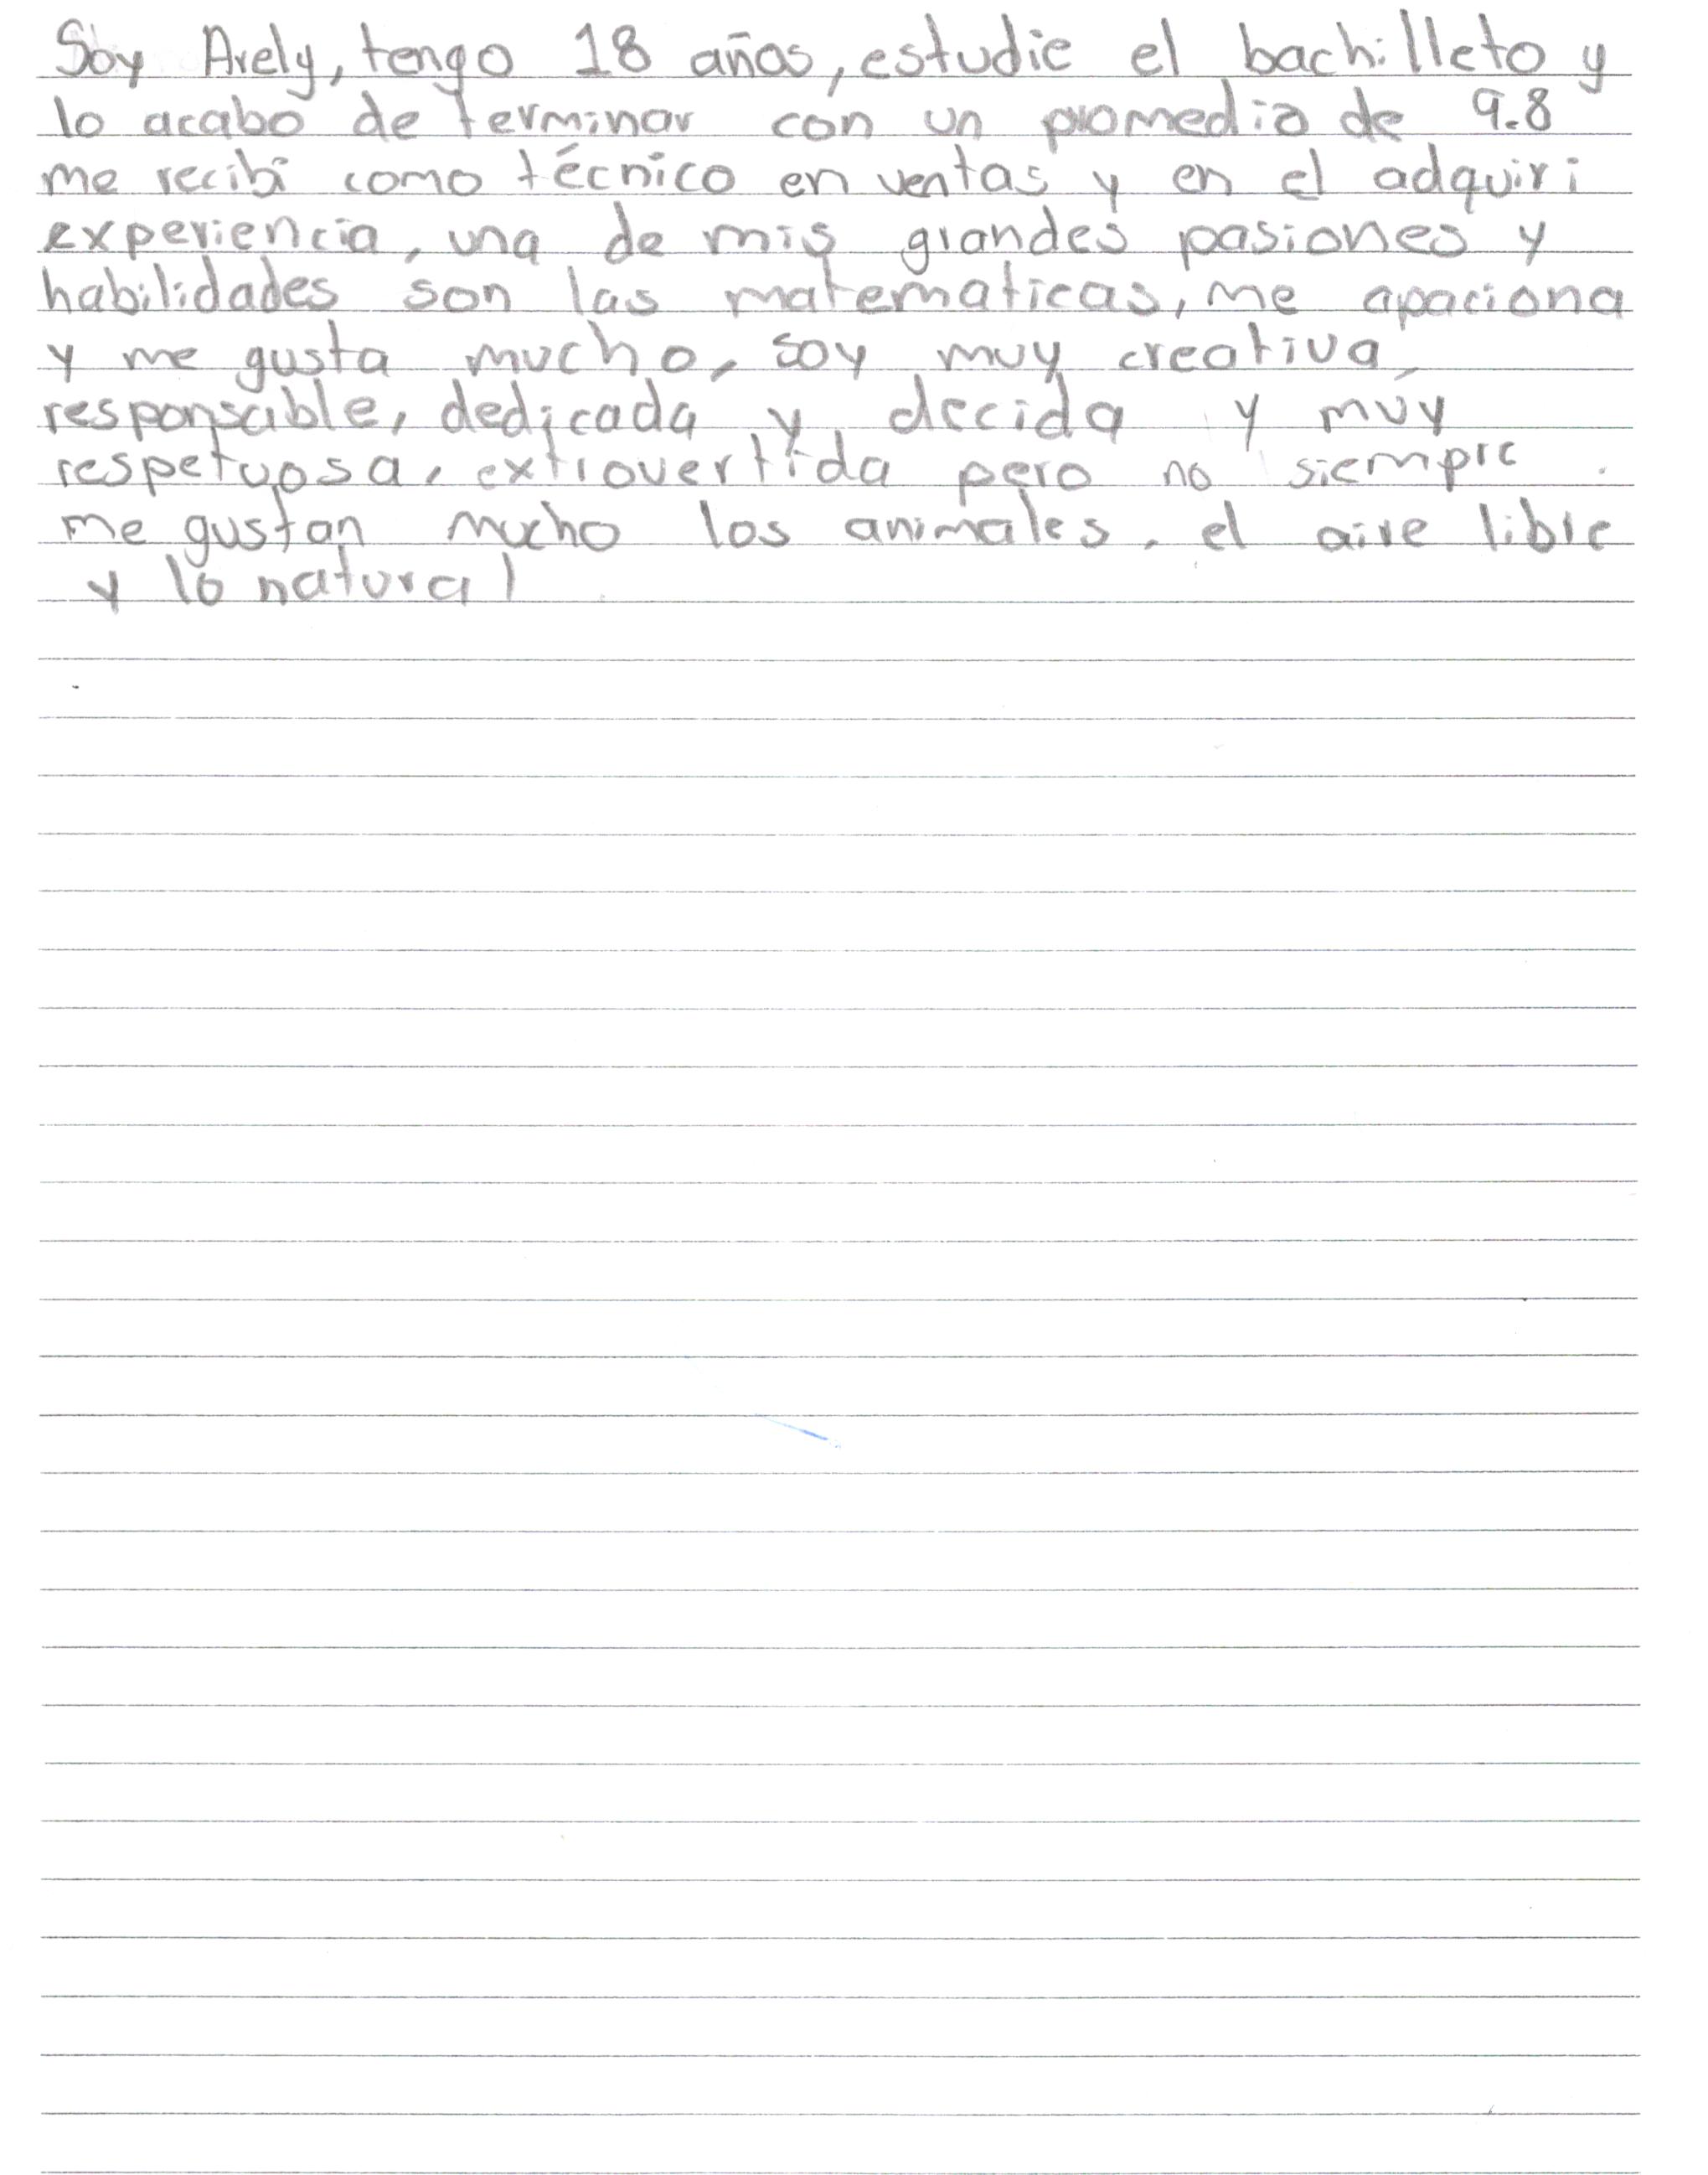 Soy Arely, tengo 18 años, estudie el bachilleto y
lo acabo de terminar con un promedio de 9.8
me recibí como técnico en ventas y en el adquiri
experiencia, una de mis grandes pasiones y
habilidades son las matematicas, me apaciona
y me gusta mucho, soy muy creativa,
responsable, dedicada y decida y muy
respetuosa, extrovertida pero no siempre.
me gustan mucho los animales, el aire libre
y lo natural